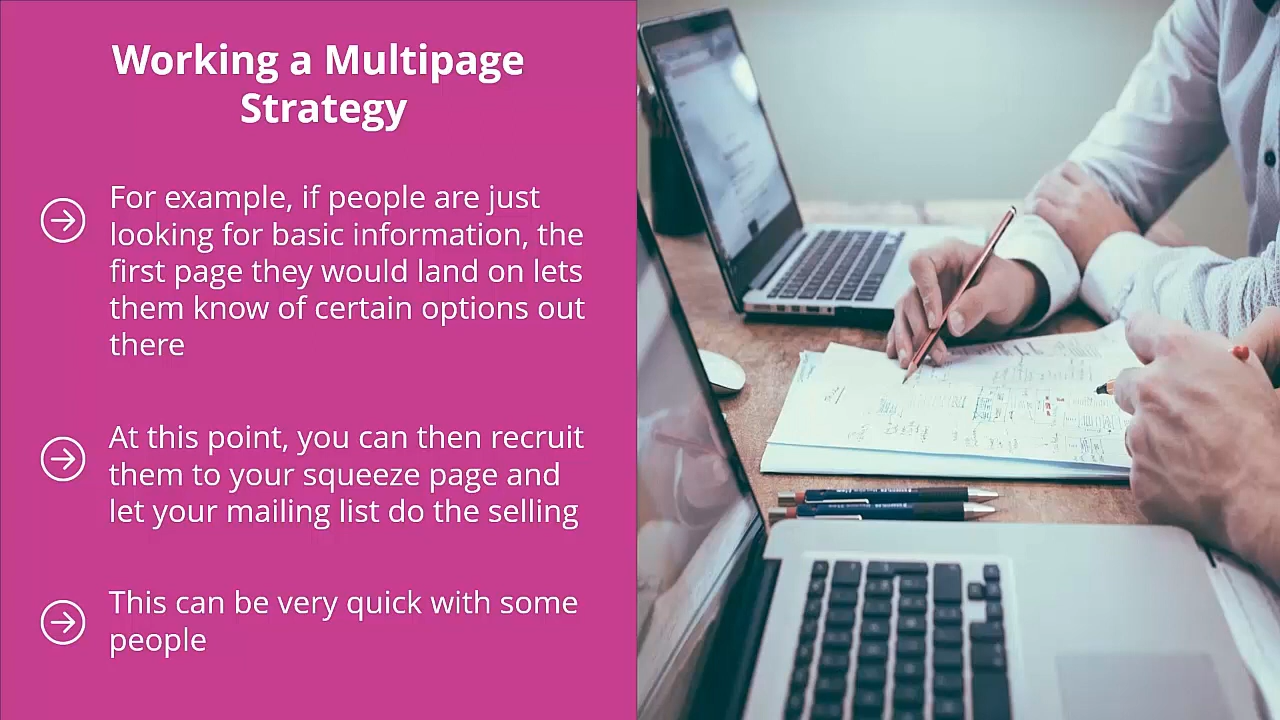 Working a Multipage
Strategy
For example, if people are just
looking for basic information, the
first page they would land on lets
them know of certain options out
there
At this point, you can then recruit
them to your squeeze page and
let your mailing list do the selling
This can be very quick with some
people